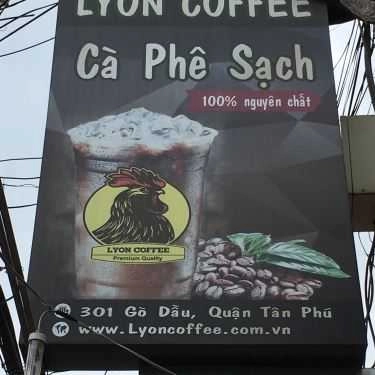 LYON COFFEE
Cà Phê Sạch
100% nguyên chất
LYON COFFEE
Premium Quality
301 Gò Dầu, Quận Tân Phú
www.Lyoncoffee.com.vn